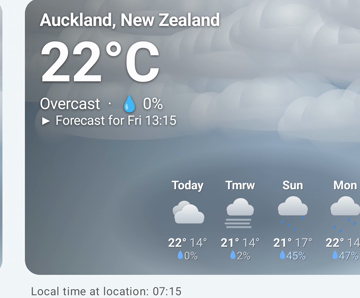 Auckland, New Zealand
22°C
Overcast · 💧 0%
► Forecast for Fri 13:15
Today Tmrw Sun Mon
22° 14° 21° 14° 21° 17° 22° 14
💧0% 💧2% 💧45% 💧47%
Local time at location: 07:15